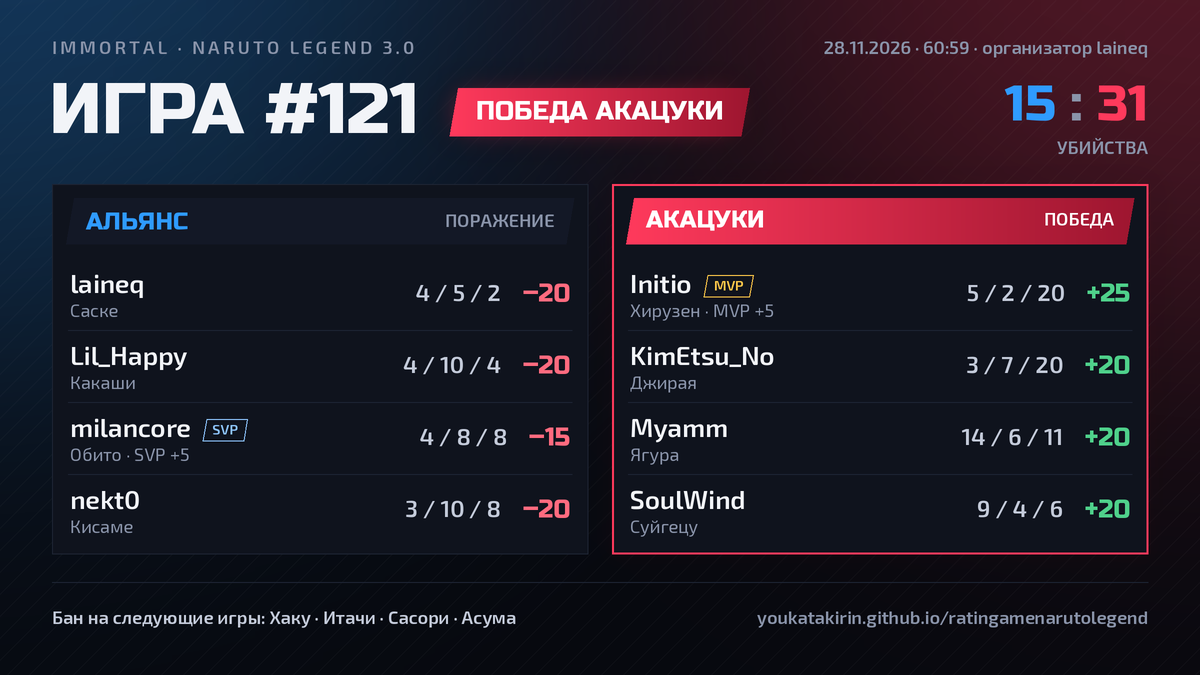 IMMORTAL · NARUTO LEGEND 3.0
28.11.2026 · 60:59 · организатор laineq
ИГРА #121
ПОБЕДА АКАЦУКИ
15 : 31
УБИЙСТВА
АЛЬЯНС
ПОРАЖЕНИЕ
laineq
Саске
4 / 5 / 2
−20
Lil_Happy
Какаши
4 / 10 / 4
−20
milancore
SVP
Обито · SVP +5
4 / 8 / 8
−15
nekt0
Кисаме
3 / 10 / 8
−20
АКАЦУКИ
ПОБЕДА
Initio
MVP
Хирузен · MVP +5
5 / 2 / 20
+25
KimEtsu_No
Джирая
3 / 7 / 20
+20
Myamm
Ягура
14 / 6 / 11
+20
SoulWind
Суйгецу
9 / 4 / 6
+20
Бан на следующие игры: Хаку · Итачи · Сасори · Асума
youkatakirin.github.io/ratingamenarutolegend